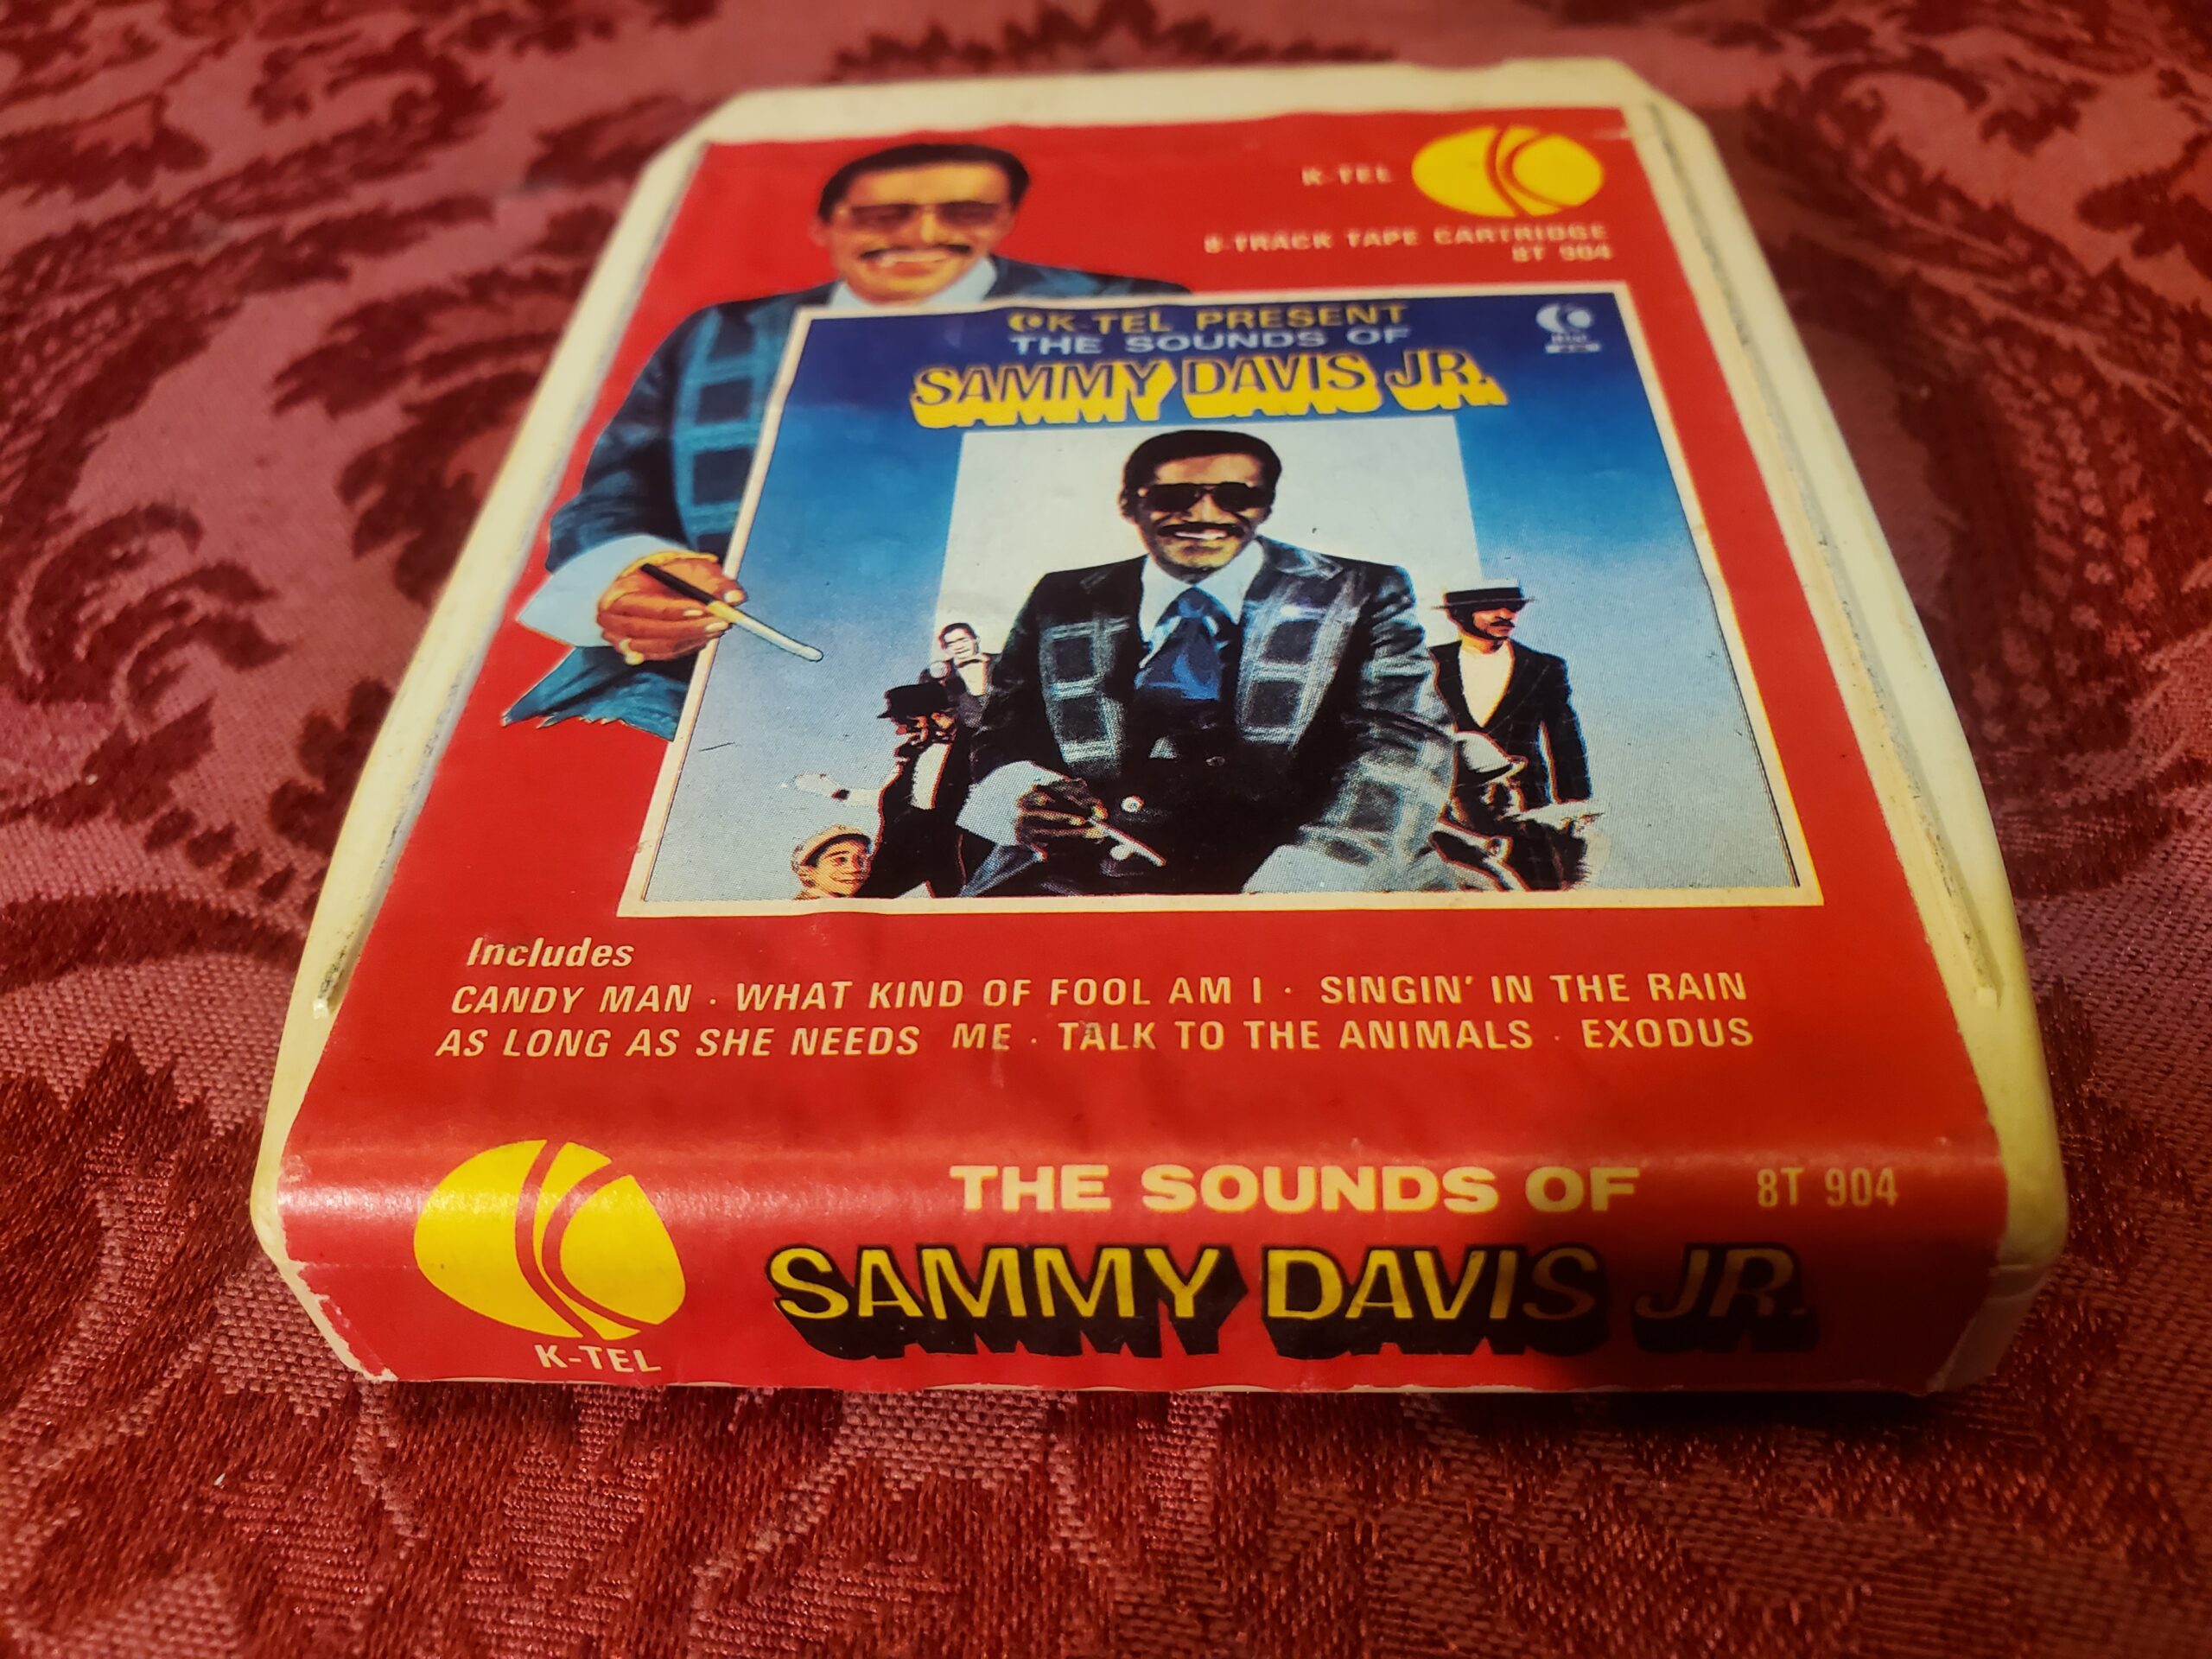 K-TEL
8-TRACK TAPE CARTRIDGE
8T 904
K-TEL PRESENT
THE SOUNDS OF
SAMMY DAVIS JR.
Includes
CANDY MAN · WHAT KIND OF FOOL AM I · SINGIN' IN THE RAIN
AS LONG AS SHE NEEDS ME · TALK TO THE ANIMALS · EXODUS
THE SOUNDS OF 8T 904
SAMMY DAVIS JR.
K-TEL